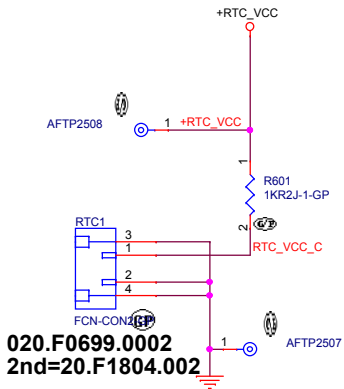 +RTC_VCC
AFTP2508
1
+RTC_VCC
1
R601
1KR2J-1-GP
2
RTC_VCC_C
RTC1
3
1
2
4
FCN-CON2
020.F0699.0002
2nd=20.F1804.002
1
AFTP2507